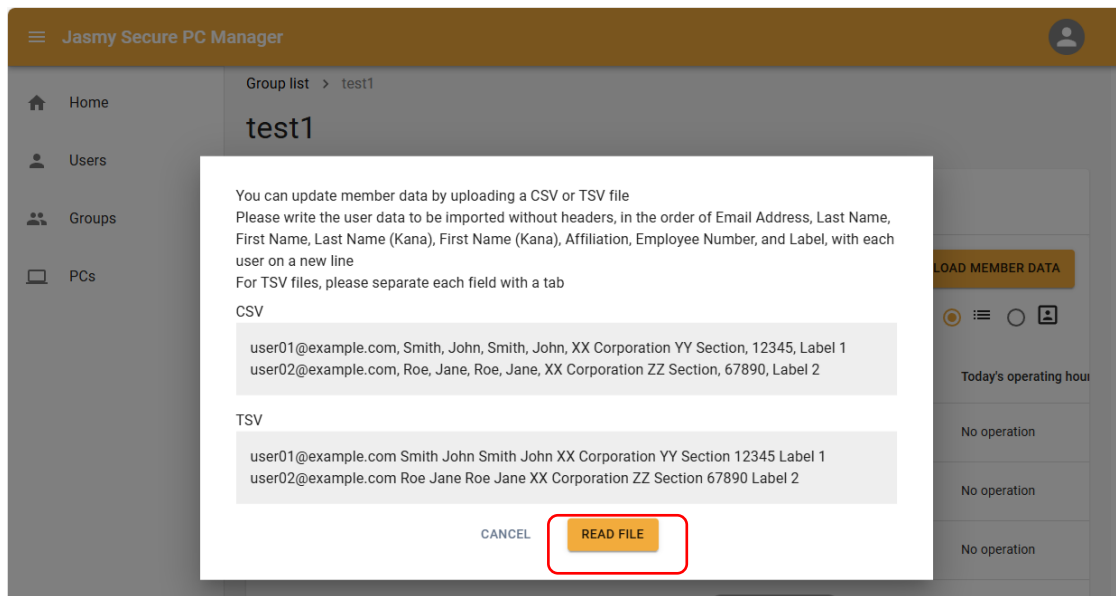 Jasmy Secure PC Manager
Home
Users
Groups
PCs
Group list > test1
test1
LOAD MEMBER DATA
Today's operating hour
No operation
No operation
No operation
You can update member data by uploading a CSV or TSV file
Please write the user data to be imported without headers, in the order of Email Address, Last Name,
First Name, Last Name (Kana), First Name (Kana), Affiliation, Employee Number, and Label, with each
user on a new line
For TSV files, please separate each field with a tab
CSV
user01@example.com, Smith, John, Smith, John, XX Corporation YY Section, 12345, Label 1
user02@example.com, Roe, Jane, Roe, Jane, XX Corporation ZZ Section, 67890, Label 2
TSV
user01@example.com Smith John Smith John XX Corporation YY Section 12345 Label 1
user02@example.com Roe Jane Roe Jane XX Corporation ZZ Section 67890 Label 2
CANCEL
READ FILE